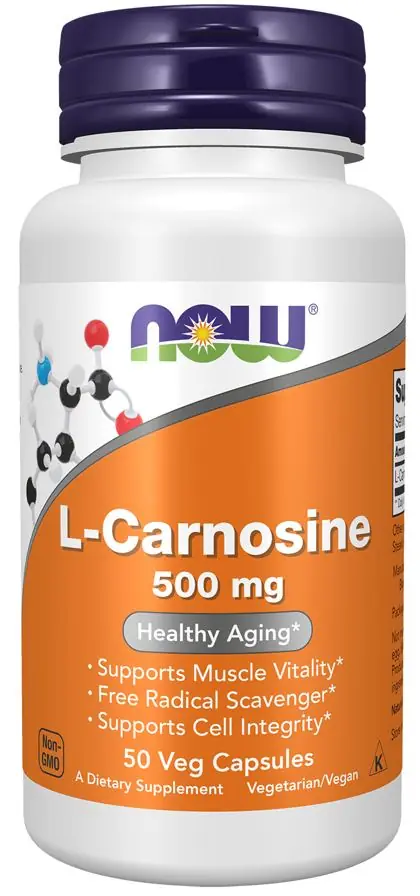 NOW®
L-Carnosine
500 mg
Healthy Aging*
• Supports Muscle Vitality*
• Free Radical Scavenger*
• Supports Cell Integrity*
50 Veg Capsules
Non-
GMO
A Dietary Supplement Vegetarian/Vegan
K